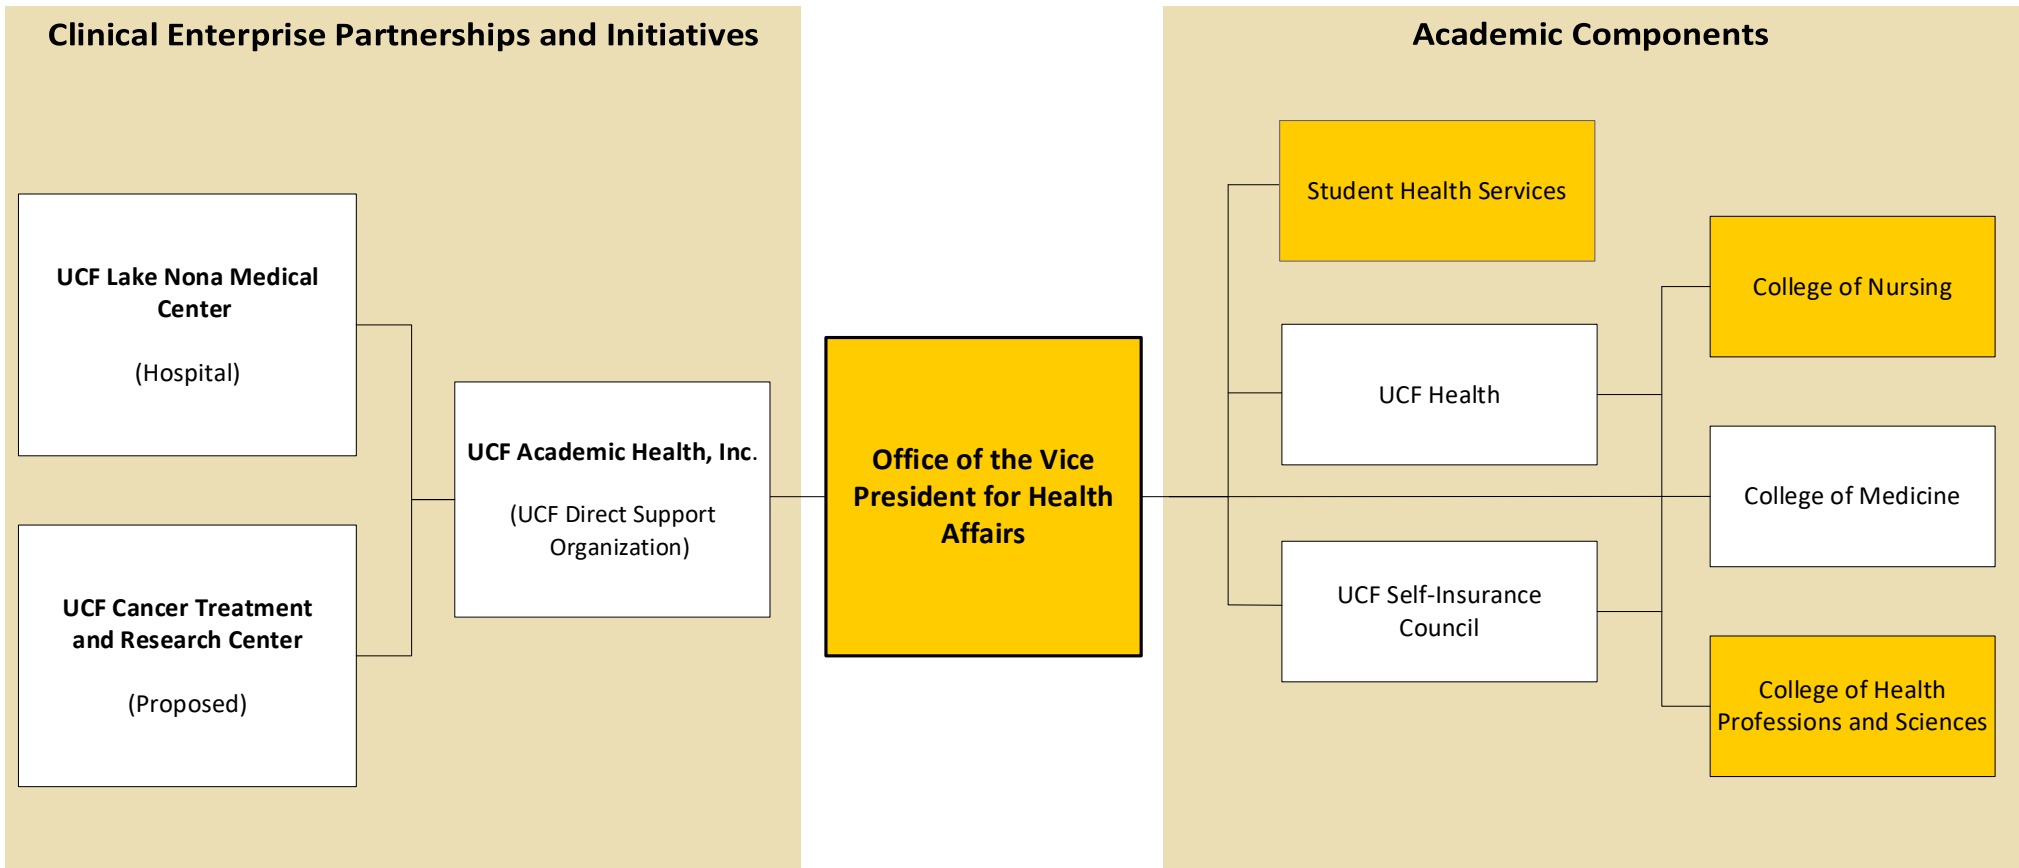 Clinical Enterprise Partnerships and Initiatives
UCF Lake Nona Medical
Center
(Hospital)
UCF Cancer Treatment
and Research Center
(Proposed)
UCF Academic Health, Inc.
(UCF Direct Support
Organization)
Office of the Vice
President for Health
Affairs
Academic Components
Student Health Services
UCF Health
UCF Self-Insurance
Council
College of Nursing
College of Medicine
College of Health
Professions and Sciences